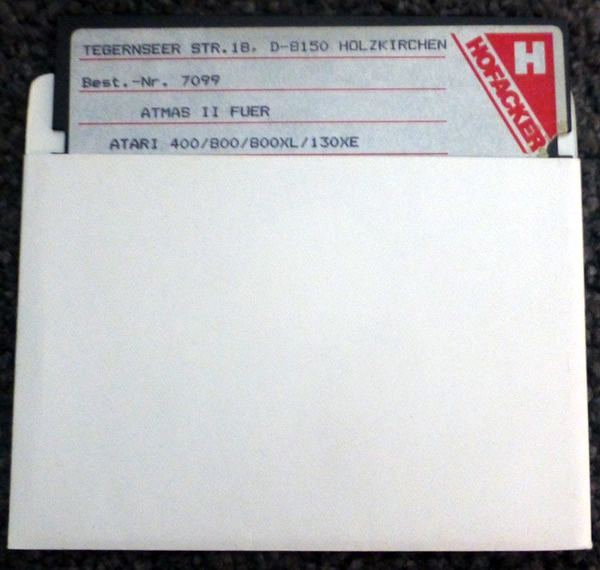 TEGERNSEER STR.18, D-8150 HOLZKIRCHEN
Best.-Nr. 7099
ATMAS II FUER
ATARI 400/800/800XL/130XE
H
HOFACKER